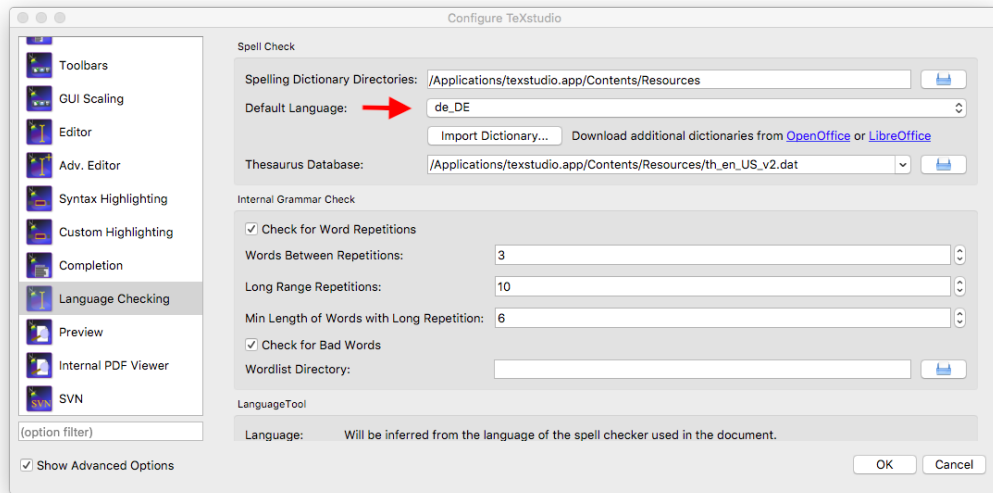 Configure TeXstudio
Toolbars
GUI Scaling
Editor
Adv. Editor
Syntax Highlighting
Custom Highlighting
Completion
Language Checking
Preview
Internal PDF Viewer
SVN
SVN
(option filter)
Show Advanced Options
Spell Check
Spelling Dictionary Directories: /Applications/texstudio.app/Contents/Resources
Default Language: de_DE
Import Dictionary... Download additional dictionaries from OpenOffice or LibreOffice
Thesaurus Database: /Applications/texstudio.app/Contents/Resources/th_en_US_v2.dat
Internal Grammar Check
Check for Word Repetitions
Words Between Repetitions: 3
Long Range Repetitions: 10
Min Length of Words with Long Repetition: 6
Check for Bad Words
Wordlist Directory:
LanguageTool
Language: Will be inferred from the language of the spell checker used in the document.
OK Cancel